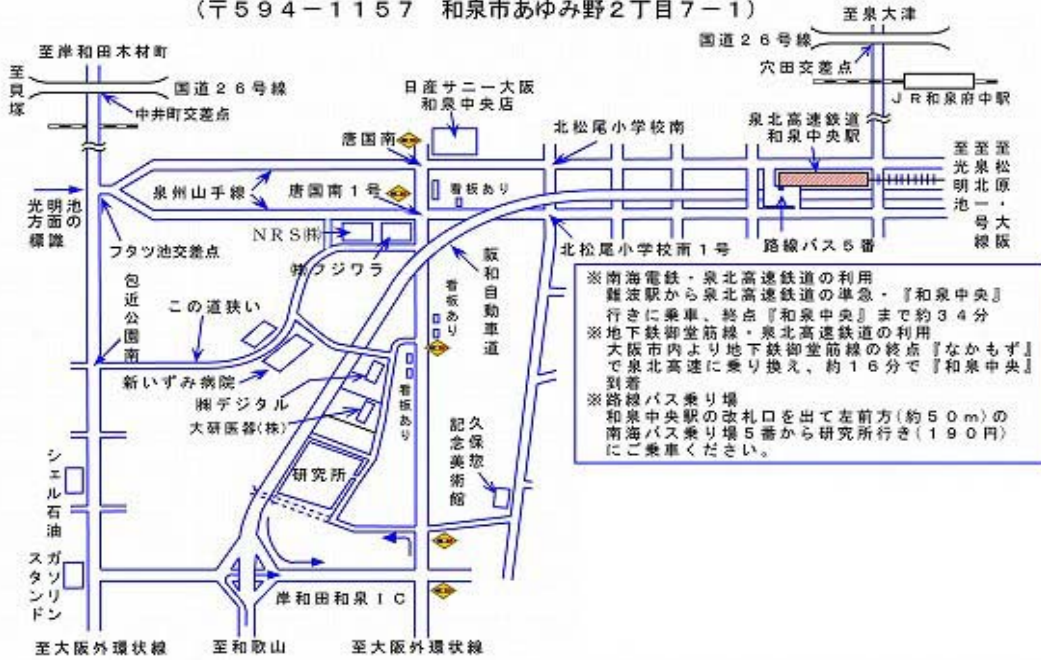 (〒594-1157 和泉市あゆみ野2丁目7-1)
至泉大津
国道26号線
穴田交差点
JR和泉府中駅
至岸和田木材町
至貝塚
国道26号線
中井町交差点
日産サニー大阪
和泉中央店
唐国南
北松尾小学校南
泉北高速鉄道
和泉中央駅
至松原・大阪
至泉北一号線
至光明池
泉州山手線
唐国南1号
看板あり
光明池の
方面標識
フタツ池交差点
NRS㈱
㈱フジワラ
阪和自動車道
北松尾小学校南1号
路線バス5番
包近公園南
この道狭い
看板あり
新いずみ病院
㈱デジタル
大研医器(株)
看板あり
久保惣
記念美術館
研究所
シェル石油
ガソリン
スタンド
岸和田和泉IC
至大阪外環状線
至和歌山
至大阪外環状線
※南海電鉄・泉北高速鉄道の利用
難波駅から泉北高速鉄道の準急・『和泉中央』
行きに乗車、終点『和泉中央』まで約34分
※地下鉄御堂筋線・泉北高速鉄道の利用
大阪市内より地下鉄御堂筋線の終点『なかもず』
で泉北高速に乗り換え、約16分で『和泉中央』
到着
※路線バス乗り場
和泉中央駅の改札口を出て左前方(約50m)の
南海バス乗り場5番から研究所行き(190円)
にご乗車ください。